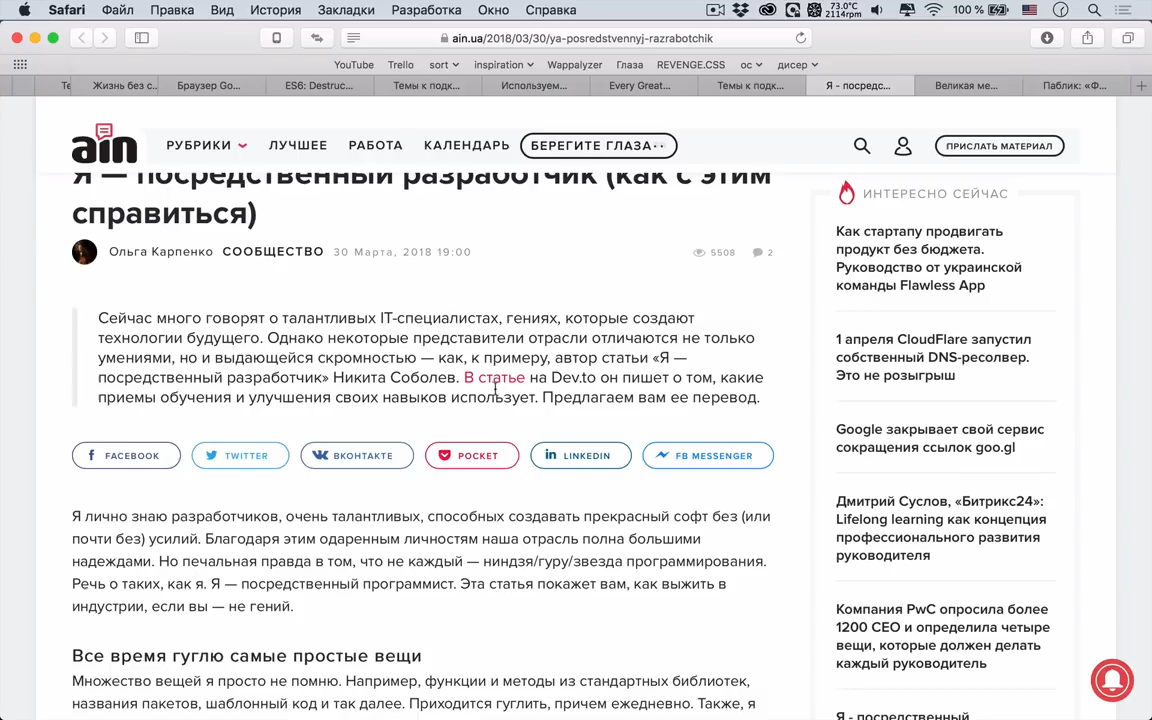 Safari Файл Правка Вид История Закладки Разработка Окно Справка 73.0°C 2114rpm 100 %
ain.ua/2018/03/30/ya-posredstvennyj-razrabotchik
YouTube Trello sort inspiration Wappalyzer Глаза REVENGE.CSS ос дисер
Те Жизнь без с... Браузер Go... ES6: Destruc... Темы к подк... Используем... Every Great... Темы к подк... Я - посредс... Великая ме... Паблик: «Ф...
ain РУБРИКИ ЛУЧШЕЕ РАБОТА КАЛЕНДАРЬ БЕРЕГИТЕ ГЛАЗА ПРИСЛАТЬ МАТЕРИАЛ
Я — посредственный разработчик (как с этим
справиться)
Ольга Карпенко СООБЩЕСТВО 30 Марта, 2018 19:00 5508 2
Сейчас много говорят о талантливых IT-специалистах, гениях, которые создают
технологии будущего. Однако некоторые представители отрасли отличаются не только
умениями, но и выдающейся скромностью — как, к примеру, автор статьи «Я —
посредственный разработчик» Никита Соболев. В статье на Dev.to он пишет о том, какие
приемы обучения и улучшения своих навыков использует. Предлагаем вам ее перевод.
FACEBOOK TWITTER ВКОНТАКТЕ POCKET LINKEDIN FB MESSENGER
Я лично знаю разработчиков, очень талантливых, способных создавать прекрасный софт без (или
почти без) усилий. Благодаря этим одаренным личностям наша отрасль полна большими
надеждами. Но печальная правда в том, что не каждый — ниндзя/гуру/звезда программирования.
Речь о таких, как я. Я — посредственный программист. Эта статья покажет вам, как выжить в
индустрии, если вы — не гений.
Все время гуглю самые простые вещи
Множество вещей я просто не помню. Например, функции и методы из стандартных библиотек,
названия пакетов, шаблонный код и так далее. Приходится гуглить, причем ежедневно. Также, я
ИНТЕРЕСНО СЕЙЧАС
Как стартапу продвигать
продукт без бюджета.
Руководство от украинской
команды Flawless App
1 апреля CloudFlare запустил
собственный DNS-ресолвер.
Это не розыгрыш
Google закрывает свой сервис
сокращения ссылок goo.gl
Дмитрий Суслов, «Битрикс24»:
Lifelong learning как концепция
профессионального развития
руководителя
Компания PwC опросила более
1200 CEO и определила четыре
вещи, которые должен делать
каждый руководитель
Я - посредственный